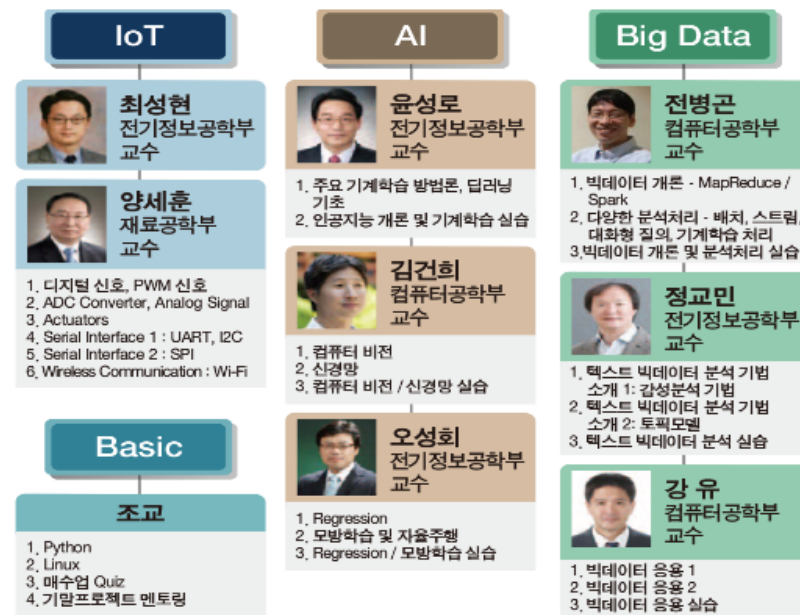 IoT
최성현
전기정보공학부
교수
양세훈
재료공학부
교수
1. 디지털 신호, PWM 신호
2. ADC Converter, Analog Signal
3. Actuators
4. Serial Interface 1 : UART, I2C
5. Serial Interface 2 : SPI
6. Wireless Communication : Wi-Fi
Basic
조교
1. Python
2. Linux
3. 매수업 Quiz
4. 기말프로젝트 멘토링
AI
윤성로
전기정보공학부
교수
1. 주요 기계학습 방법론, 딥러닝
기초
2. 인공지능 개론 및 기계학습 실습
김건희
컴퓨터공학부
교수
1. 컴퓨터 비전
2. 신경망
3. 컴퓨터 비전 / 신경망 실습
오성회
전기정보공학부
교수
1. Regression
2. 모방학습 및 자율주행
3. Regression / 모방학습 실습
Big Data
전병곤
컴퓨터공학부
교수
1. 빅데이터 개론 - MapReduce /
Spark
2. 다양한 분석처리 - 배치, 스트림,
대화형 질의, 기계학습 처리
3.빅데이터 개론 및 분석처리 실습
정교민
전기정보공학부
교수
1. 텍스트 빅데이터 분석 기법
소개 1: 감성분석 기법
2. 텍스트 빅데이터 분석 기법
소개 2: 토픽모델
3. 텍스트 빅데이터 분석 실습
강 유
컴퓨터공학부
교수
1. 빅데이터 응용 1
2. 빅데이터 응용 2
3. 빅데이터 응용 실습